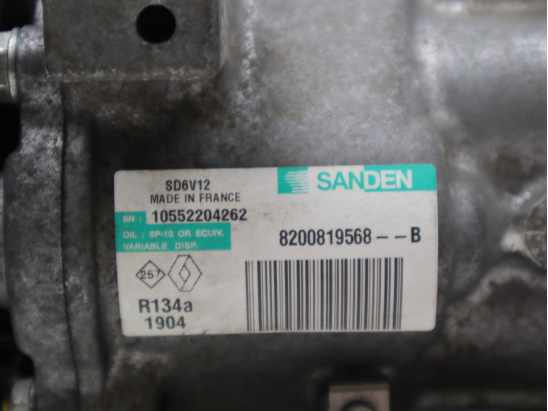 SD6V12
MADE IN FRANCE
SANDEN
SN : 10552204262
OIL : SP-10 OR EQUIV.
VARIABLE DISP.
8200819568--B
257
R134a
1904